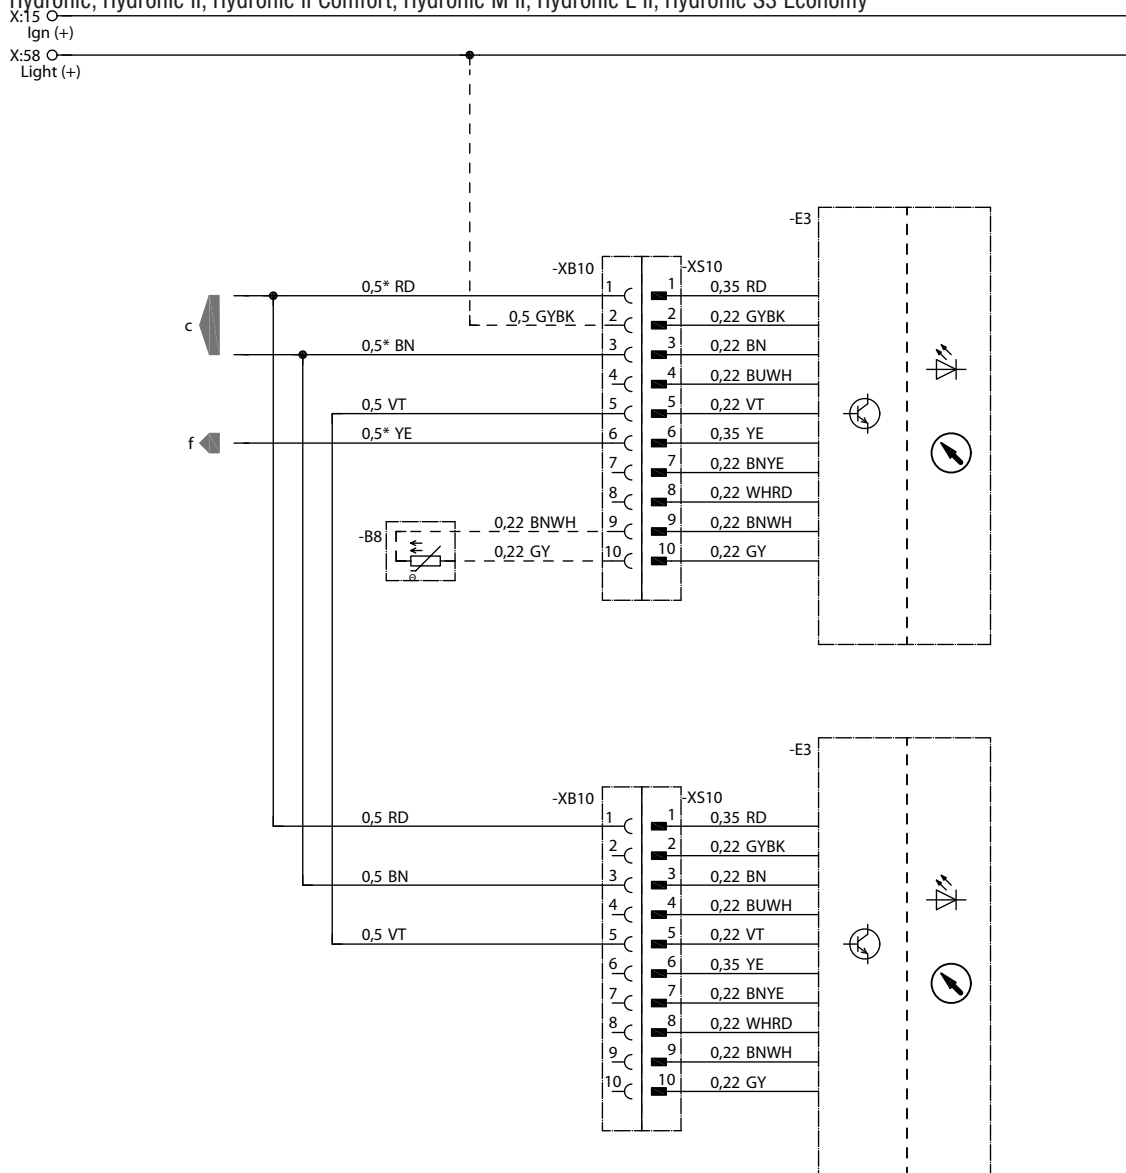 Hydronic, Hydronic II, Hydronic II Comfort, Hydronic M II, Hydronic L II, Hydronic S3 Economy
X:15
Ign (+)
X:58
Light (+)
-E3
-XB10 -XS10
0,5* RD 1 1 0,35 RD
c 0,5 GYBK 2 2 0,22 GYBK
0,5* BN 3 3 0,22 BN
4 4 0,22 BUWH
0,5 VT 5 5 0,22 VT
f 0,5* YE 6 6 0,35 YE
7 7 0,22 BNYE
8 8 0,22 WHRD
-B8 0,22 BNWH 9 9 0,22 BNWH
0,22 GY 10 10 0,22 GY
Θ
-E3
-XB10 -XS10
0,5 RD 1 1 0,35 RD
2 2 0,22 GYBK
0,5 BN 3 3 0,22 BN
4 4 0,22 BUWH
0,5 VT 5 5 0,22 VT
6 6 0,35 YE
7 7 0,22 BNYE
8 8 0,22 WHRD
9 9 0,22 BNWH
10 10 0,22 GY